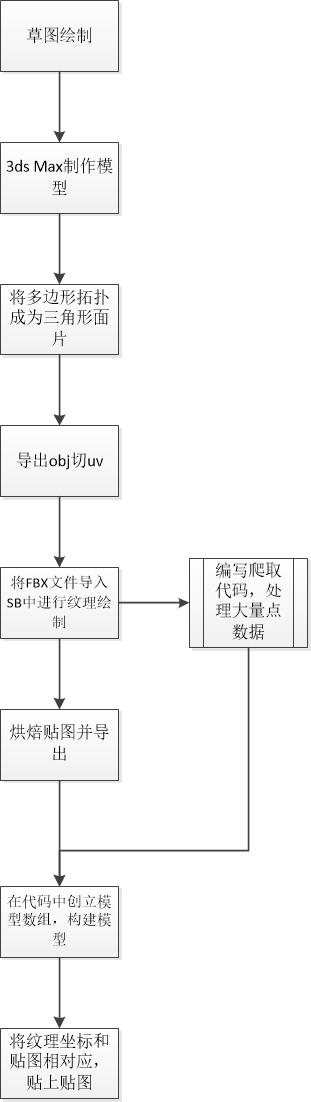 草图绘制
3ds Max制作模
型
将多边形拓扑
成为三角形面
片
导出obj切uv
将FBX文件导入
SB中进行纹理绘
制
编写爬取
代码，处
理大量点
数据
烘焙贴图并导
出
在代码中创立模
型数组，构建模
型
将纹理坐标和
贴图相对应，
贴上贴图